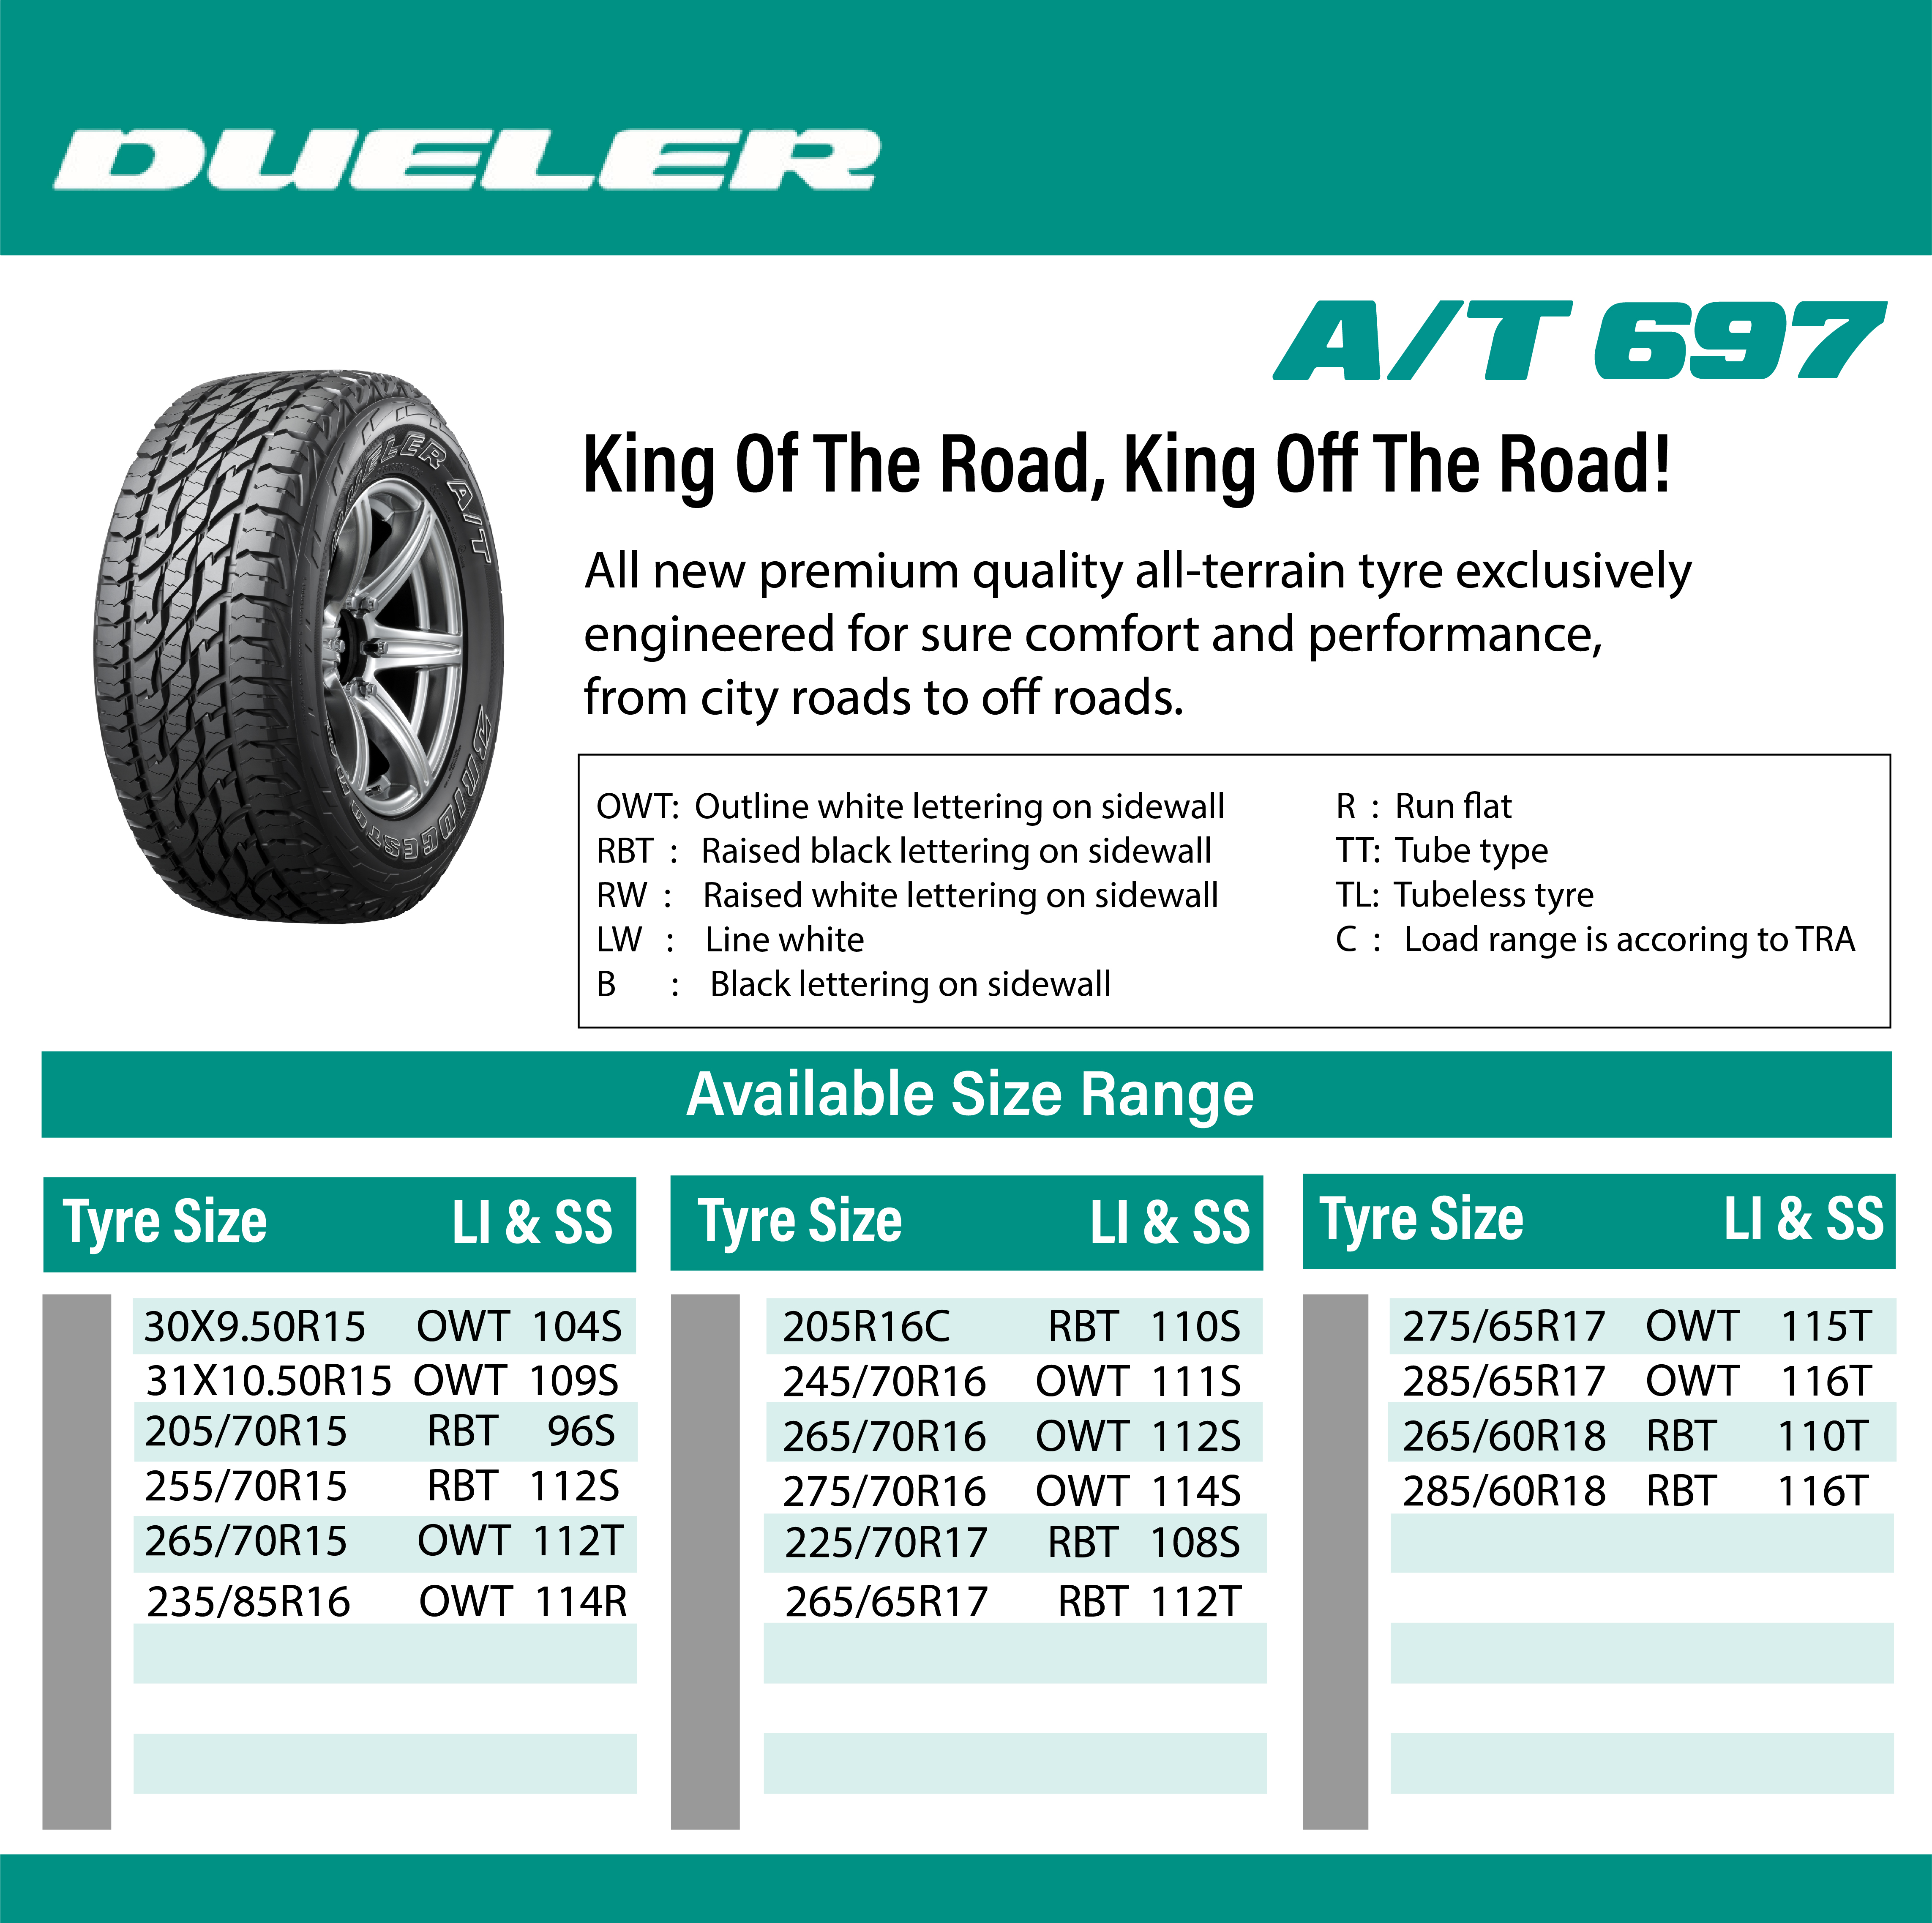 DUELER
A/T 697
King Of The Road, King Off The Road!
All new premium quality all-terrain tyre exclusively
engineered for sure comfort and performance,
from city roads to off roads.
DUELER A/T
BRIDGESTONE
OWT: Outline white lettering on sidewall
RBT : Raised black lettering on sidewall
RW : Raised white lettering on sidewall
LW : Line white
B : Black lettering on sidewall
R : Run flat
TT: Tube type
TL: Tubeless tyre
C : Load range is accoring to TRA
Available Size Range
Tyre Size LI & SS
30X9.50R15 OWT 104S
31X10.50R15 OWT 109S
205/70R15 RBT 96S
255/70R15 RBT 112S
265/70R15 OWT 112T
235/85R16 OWT 114R
Tyre Size LI & SS
205R16C RBT 110S
245/70R16 OWT 111S
265/70R16 OWT 112S
275/70R16 OWT 114S
225/70R17 RBT 108S
265/65R17 RBT 112T
Tyre Size LI & SS
275/65R17 OWT 115T
285/65R17 OWT 116T
265/60R18 RBT 110T
285/60R18 RBT 116T